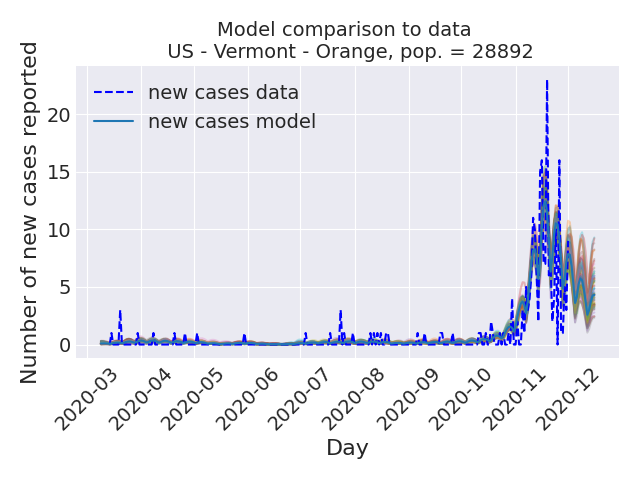 Model comparison to data
US - Vermont - Orange, pop. = 28892
Number of new cases reported
20
15
10
5
0
new cases data
new cases model
2020-03
2020-04
2020-05
2020-06
2020-07
2020-08
2020-09
2020-10
2020-11
2020-12
Day